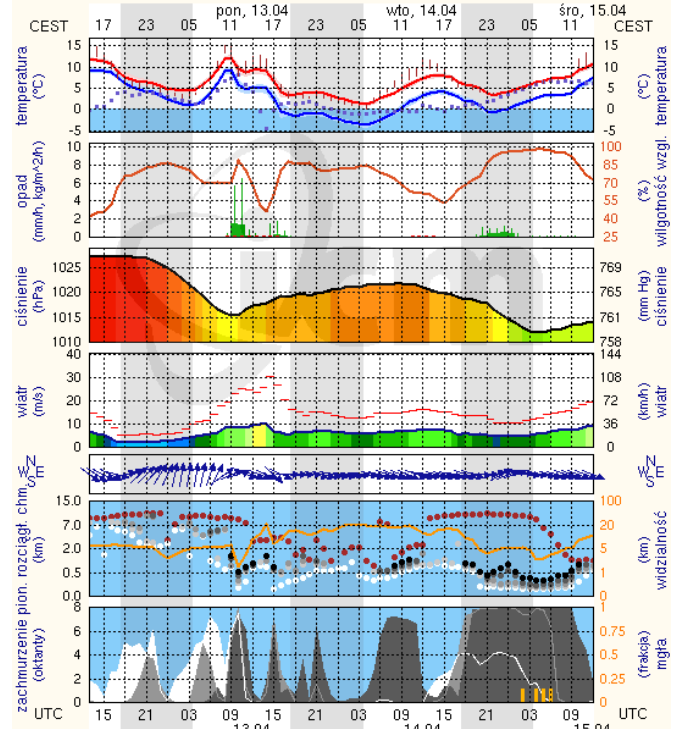 pon, 13.04 wto, 14.04 śro, 15.04
CEST 17 23 05 11 17 23 05 11 17 23 05 11 CEST
temperatura
(°C)
15
10
5
0
-5
15
10
5
0
-5
temperatura
(°C)
opad
(mm/h, kg/m^2/h)
10
8
6
4
2
0
100
85
70
55
40
25
wilgotność wzgl.
(%)
ciśnienie
(hPa)
1025
1020
1015
1010
769
765
761
758
(mm Hg)
ciśnienie
wiatr
(m/s)
40
30
20
10
0
144
108
72
36
0
(km/h)
wiatr
N
W E
S
N
W E
S
pion. rozciągł. chm.
(km)
15.0
7.0
2.0
0.5
0.0
100
20
5
1
0
(km)
widzialność
zachmurzenie
(oktanty)
8
6
4
2
0
1
0.75
0.5
0.25
0
(frakcja)
mgła
UTC 15 21 03 09 15 21 03 09 15 21 03 09 UTC
13.04 14.04 15.04